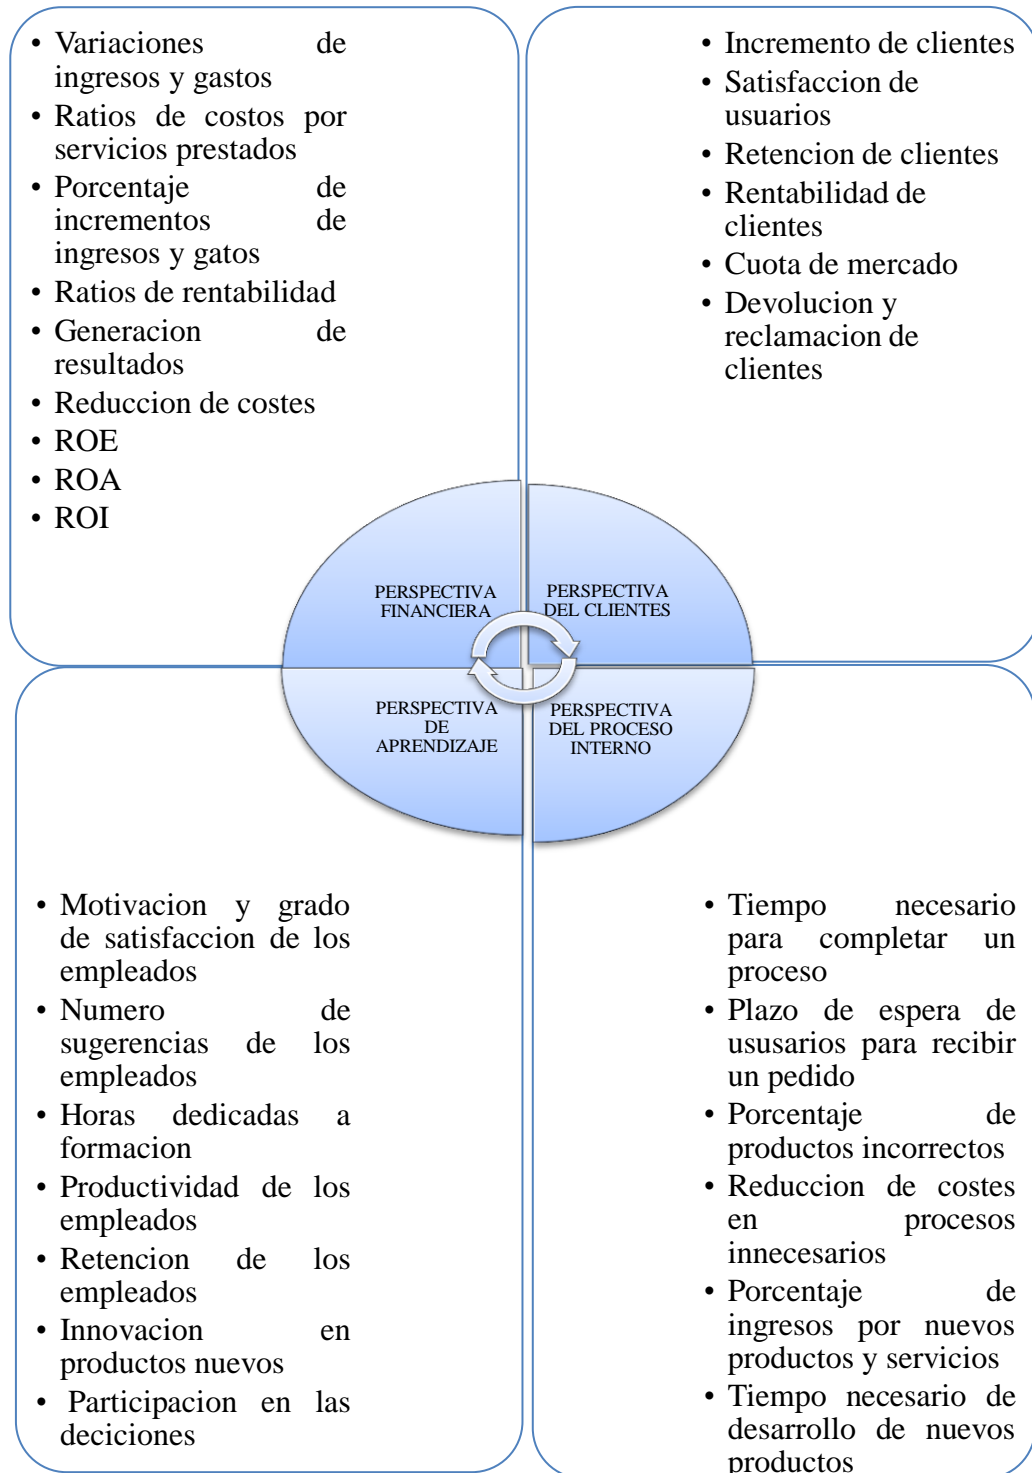 • Variaciones de
ingresos y gastos
• Ratios de costos por
servicios prestados
• Porcentaje de
incrementos de
ingresos y gatos
• Ratios de rentabilidad
• Generacion de
resultados
• Reduccion de costes
• ROE
• ROA
• ROI
• Incremento de clientes
• Satisfaccion de
usuarios
• Retencion de clientes
• Rentabilidad de
clientes
• Cuota de mercado
• Devolucion y
reclamacion de
clientes
PERSPECTIVA
FINANCIERA
PERSPECTIVA
DEL CLIENTES
PERSPECTIVA
DE
APRENDIZAJE
PERSPECTIVA
DEL PROCESO
INTERNO
• Motivacion y grado
de satisfaccion de los
empleados
• Numero de
sugerencias de los
empleados
• Horas dedicadas a
formacion
• Productividad de los
empleados
• Retencion de los
empleados
• Innovacion en
productos nuevos
• Participacion en las
deciciones
• Tiempo necesario
para completar un
proceso
• Plazo de espera de
ususarios para recibir
un pedido
• Porcentaje de
productos incorrectos
• Reduccion de costes
en procesos
innecesarios
• Porcentaje de
ingresos por nuevos
productos y servicios
• Tiempo necesario de
desarrollo de nuevos
productos